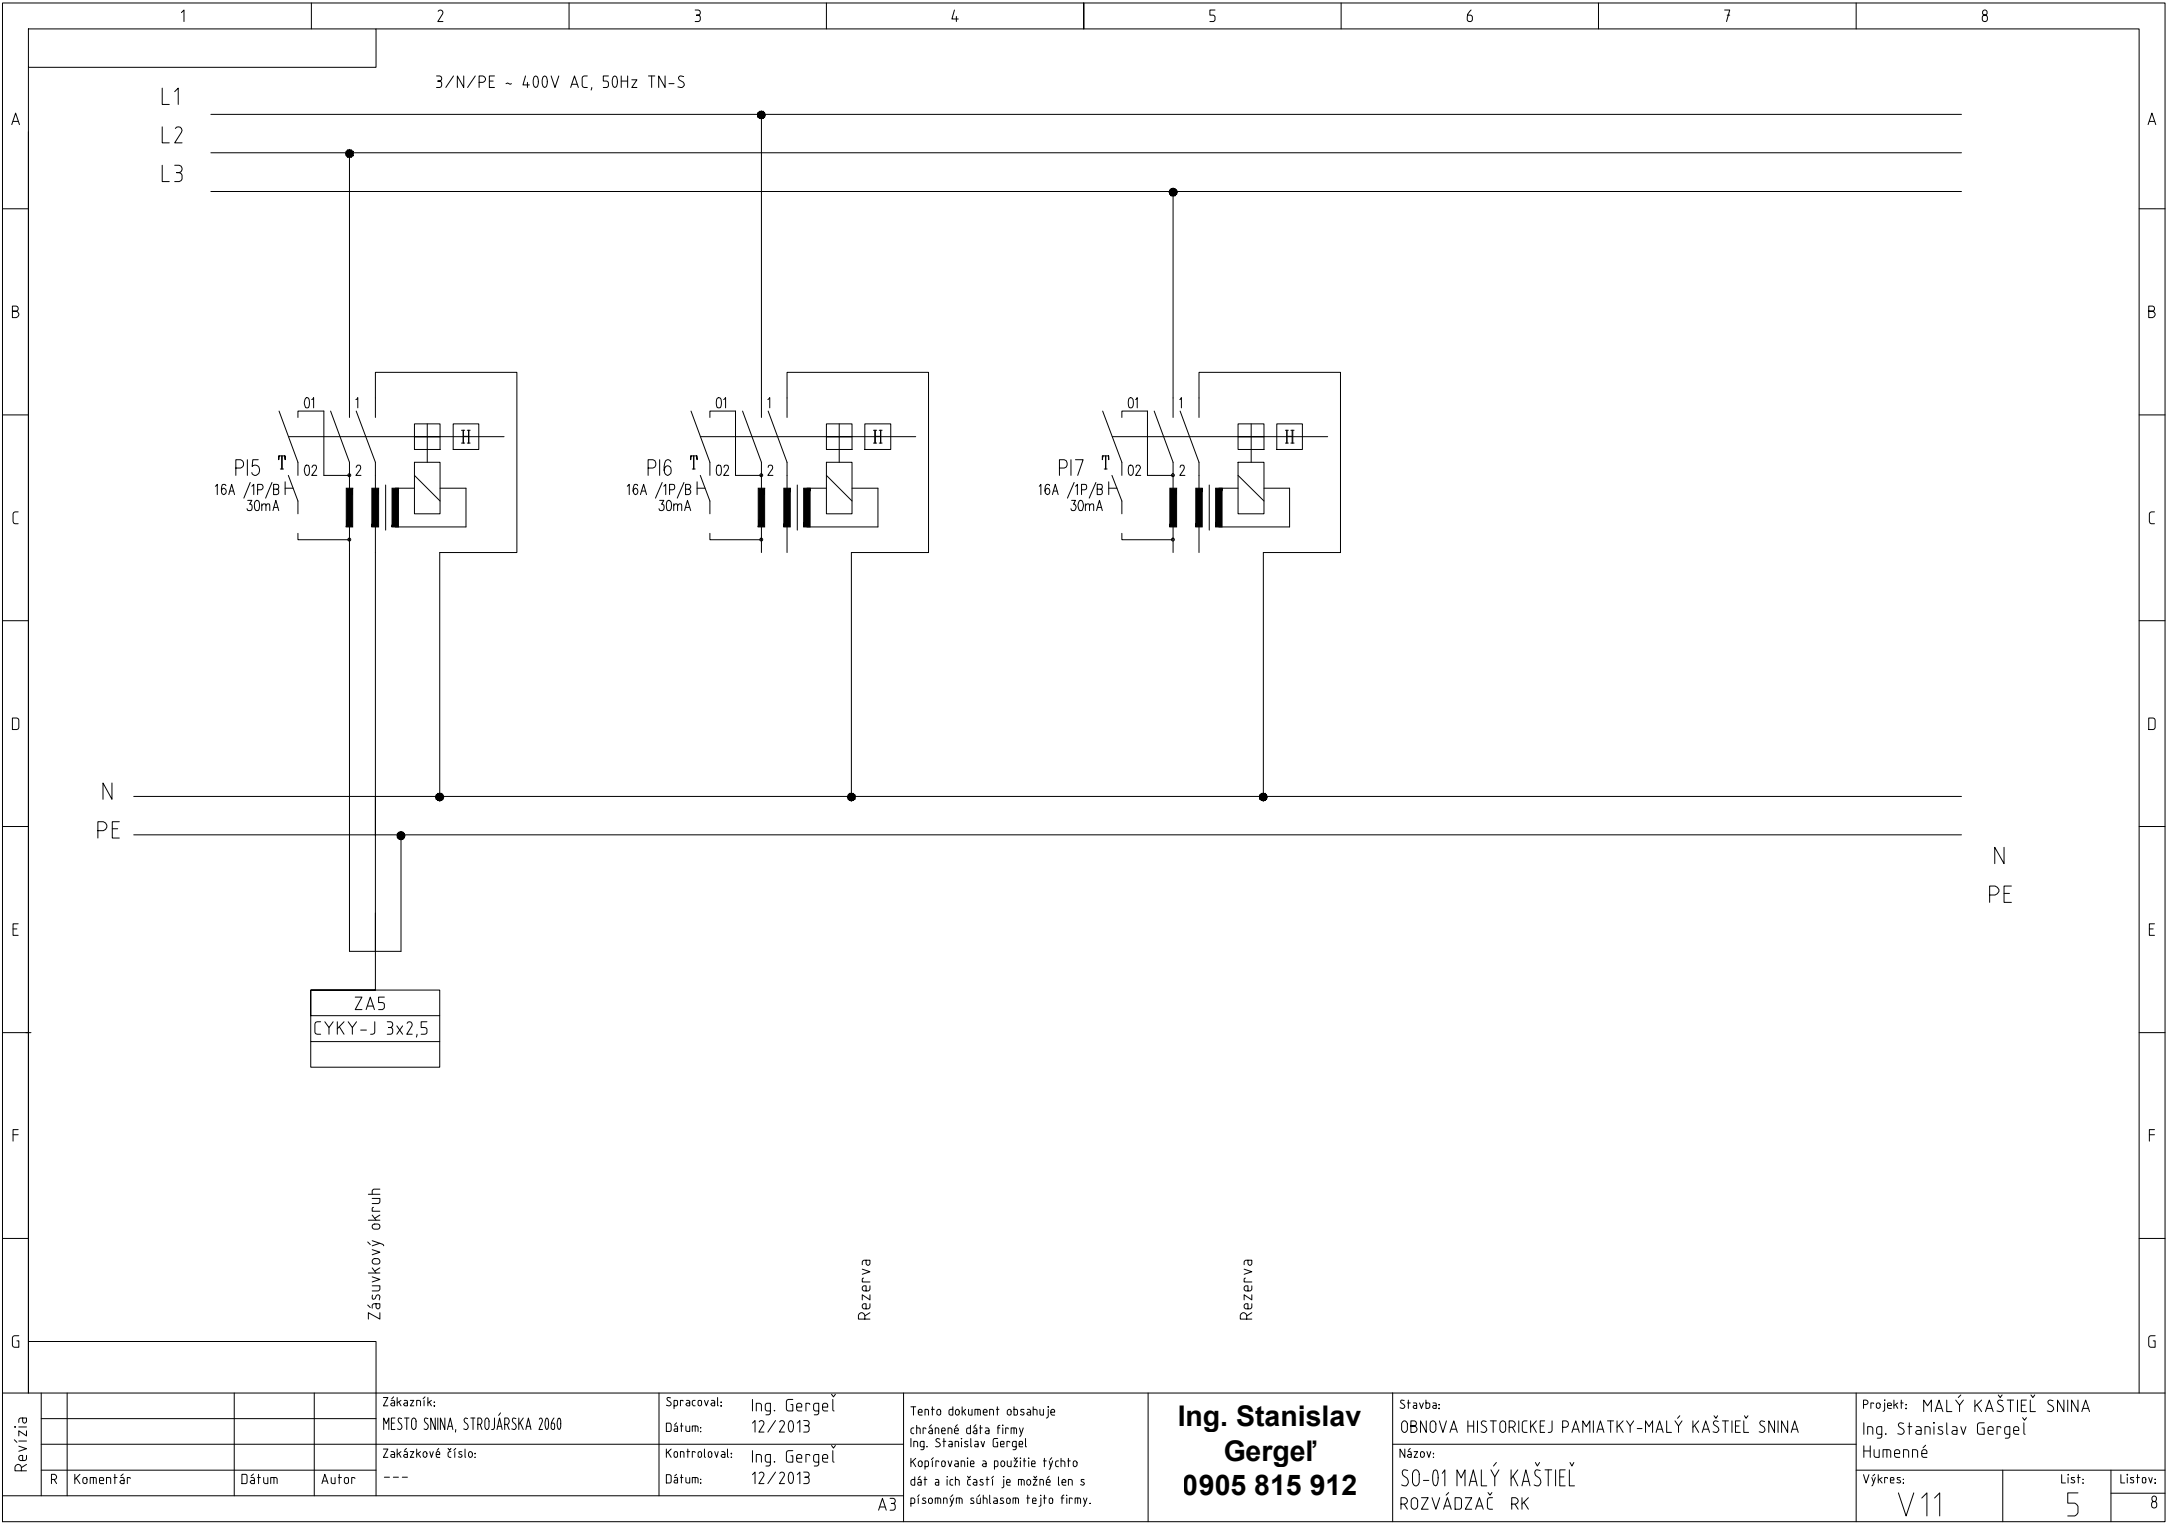 1 2 3 4 5 6 7 8
3/N/PE ~ 400V AC, 50Hz TN-S
L1
A A
L2
L3
B B
01 1 01 1 01 1
H H H
PI5 T 02 2 PI6 T 02 2 PI7 T 02 2
16A /1P/B 16A /1P/B 16A /1P/B
30mA 30mA 30mA
C C
D D
N
PE
N
PE
E E
ZA5
CYKY-J 3x2,5
F F
Zásuvkový okruh
Rezerva
Rezerva
G G
Revízia
R Komentár Dátum Autor
Zákazník:
MESTO SNINA, STROJÁRSKA 2060
Zakázkové číslo:
---
Spracoval: Ing. Gergeľ
Dátum: 12/2013
Kontroloval: Ing. Gergeľ
Dátum: 12/2013
A3
Tento dokument obsahuje
chránené dáta firmy
Ing. Stanislav Gergel
Kopírovanie a použitie týchto
dát a ich častí je možné len s
písomným súhlasom tejto firmy.
Ing. Stanislav
Gergeľ
0905 815 912
Stavba:
OBNOVA HISTORICKEJ PAMIATKY-MALÝ KAŠTIEĽ SNINA
Názov:
SO-01 MALÝ KAŠTIEĽ
ROZVÁDZAČ RK
Projekt: MALÝ KAŠTIEĽ SNINA
Ing. Stanislav Gergeľ
Humenné
Výkres: List: Listov:
V11 5 8